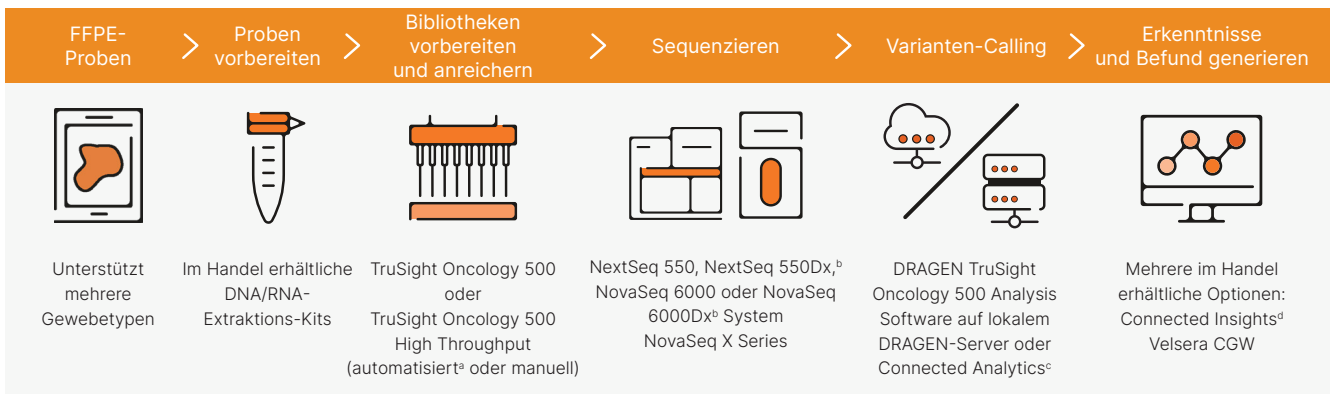 FFPE-
Proben
Proben
vorbereiten
Bibliotheken
vorbereiten
und anreichern
Sequenzieren
Varianten-Calling
Erkenntnisse
und Befund generieren
Unterstützt
mehrere
Gewebetypen
Im Handel erhältliche
DNA/RNA-
Extraktions-Kits
TruSight Oncology 500
oder
TruSight Oncology 500
High Throughput
(automatisiertᵃ oder manuell)
NextSeq 550, NextSeq 550Dx,ᵇ
NovaSeq 6000 oder NovaSeq
6000Dxᵇ System
NovaSeq X Series
DRAGEN TruSight
Oncology 500 Analysis
Software auf lokalem
DRAGEN-Server oder
Connected Analyticsᶜ
Mehrere im Handel
erhältliche Optionen:
Connected Insightsᵈ
Velsera CGW